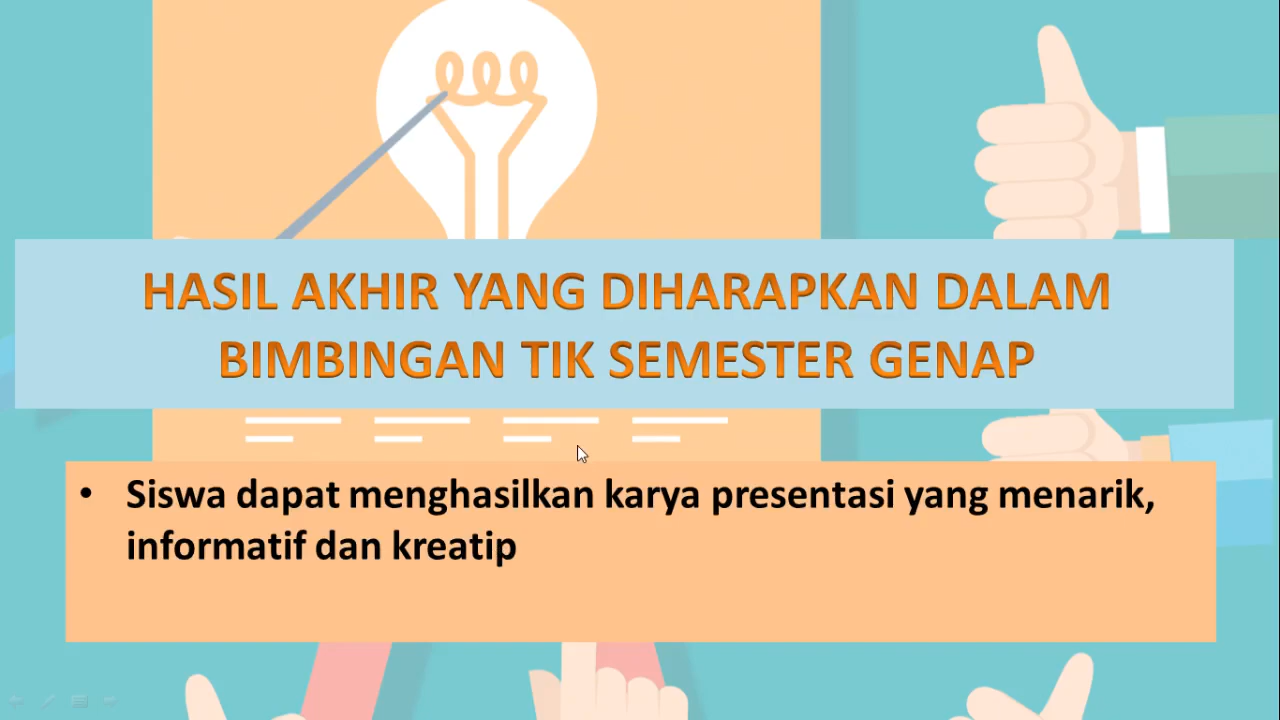 HASIL AKHIR YANG DIHARAPKAN DALAM
BIMBINGAN TIK SEMESTER GENAP
• Siswa dapat menghasilkan karya presentasi yang menarik,
informatif dan kreatip